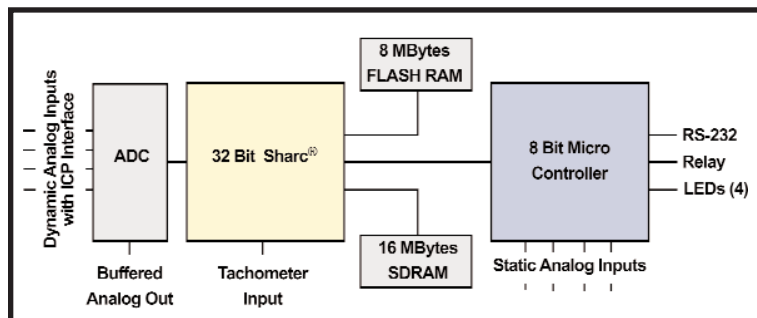 8 MBytes
FLASH RAM
Dynamic Analog Inputs
with ICP Interface
ADC
32 Bit Sharc®
8 Bit Micro
Controller
RS-232
Relay
LEDs (4)
16 MBytes
SDRAM
Buffered
Analog Out
Tachometer
Input
Static Analog Inputs